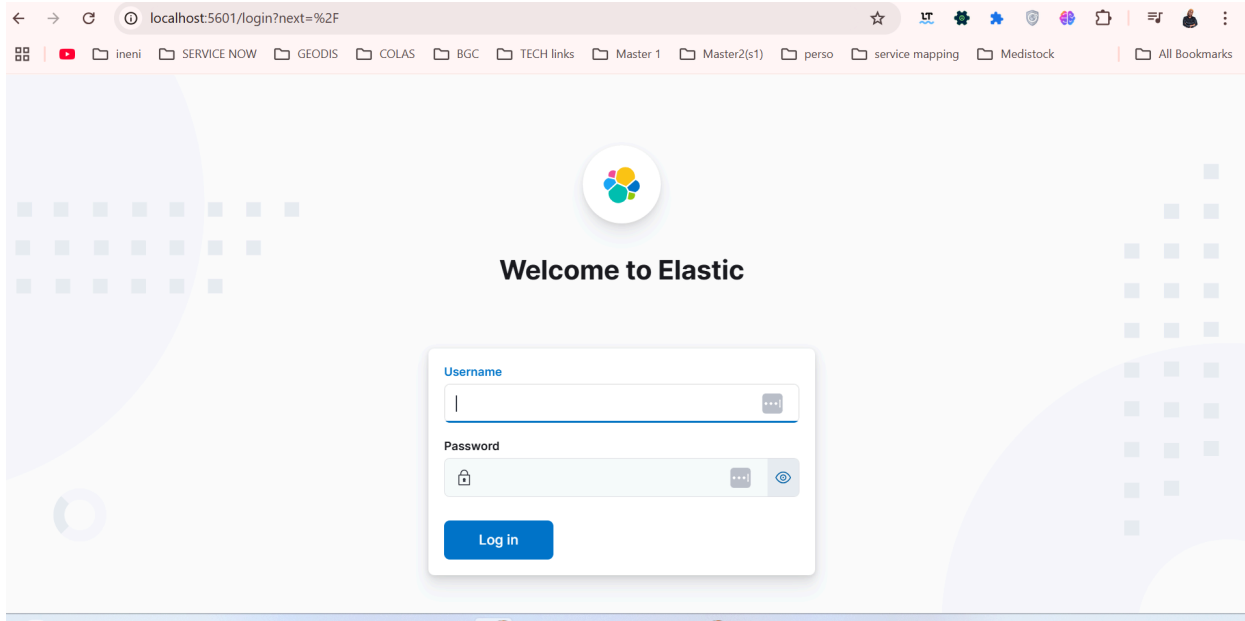 localhost:5601/login?next=%2F
LT
ineni SERVICE NOW GEODIS COLAS BGC TECH links Master 1 Master2(s1) perso service mapping Medistock All Bookmarks
Welcome to Elastic
Username
Password
Log in